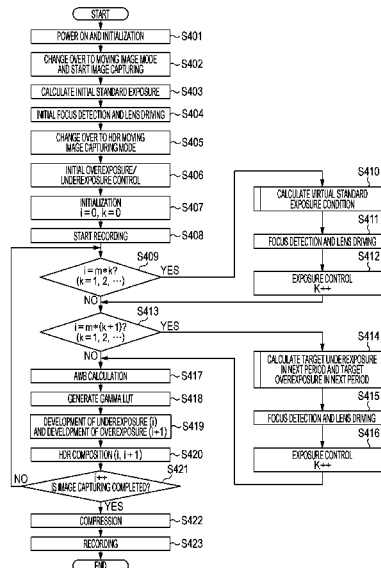 START
POWER ON AND INITIALIZATION
S401
CHANGE OVER TO MOVING IMAGE MODE
AND START IMAGE CAPTURING
S402
CALCULATE INITIAL STANDARD EXPOSURE
S403
INITIAL FOCUS DETECTION AND LENS DRIVING
S404
CHANGE OVER TO HDR MOVING
IMAGE CAPTURING MODE
S405
INITIAL OVEREXPOSURE/
UNDEREXPOSURE CONTROL
S406
INITIALIZATION
i=0, k=0
S407
START RECORDING
S408
S409
i=m*k?
(k=1, 2, ⋯)
YES
NO
S410
CALCULATE VIRTUAL STANDARD
EXPOSURE CONDITION
S411
FOCUS DETECTION AND LENS DRIVING
S412
EXPOSURE CONTROL
K++
S413
i=m*(k+1)?
(k=1, 2, ⋯)
YES
NO
S414
CALCULATE TARGET UNDEREXPOSURE
IN NEXT PERIOD AND TARGET
OVEREXPOSURE IN NEXT PERIOD
S415
FOCUS DETECTION AND LENS DRIVING
S416
EXPOSURE CONTROL
K++
AWB CALCULATION
S417
GENERATE GAMMA LUT
S418
DEVELOPMENT OF UNDEREXPOSURE (i)
AND DEVELOPMENT OF OVEREXPOSURE (i+1)
S419
HDR COMPOSITION (i, i+1)
S420
S421
i++
IS IMAGE CAPTURING COMPLETED?
NO
YES
COMPRESSION
S422
RECORDING
S423
END